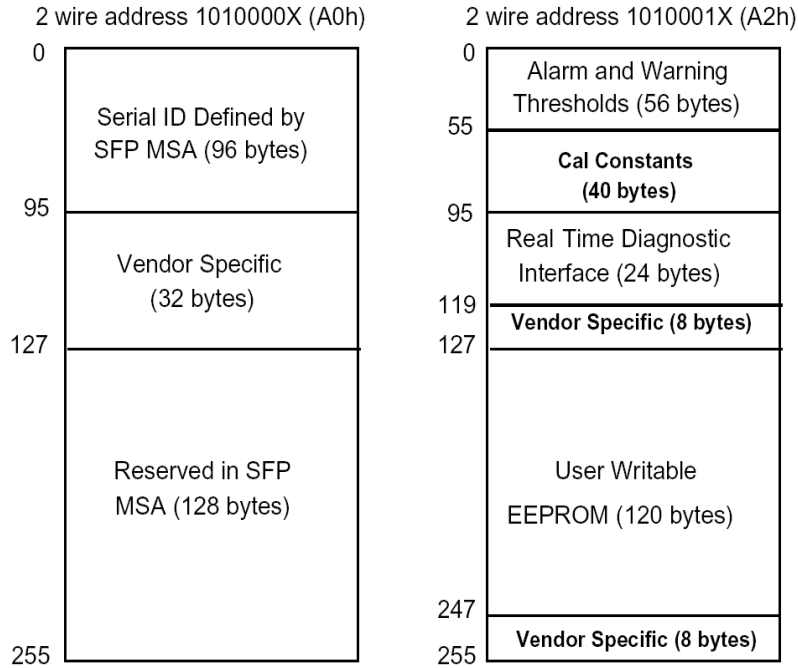 2 wire address 1010000X (A0h)
0
Serial ID Defined by
SFP MSA (96 bytes)
95
Vendor Specific
(32 bytes)
127
Reserved in SFP
MSA (128 bytes)
255
2 wire address 1010001X (A2h)
0
Alarm and Warning
Thresholds (56 bytes)
55
Cal Constants
(40 bytes)
95
Real Time Diagnostic
Interface (24 bytes)
119
Vendor Specific (8 bytes)
127
User Writable
EEPROM (120 bytes)
247
Vendor Specific (8 bytes)
255